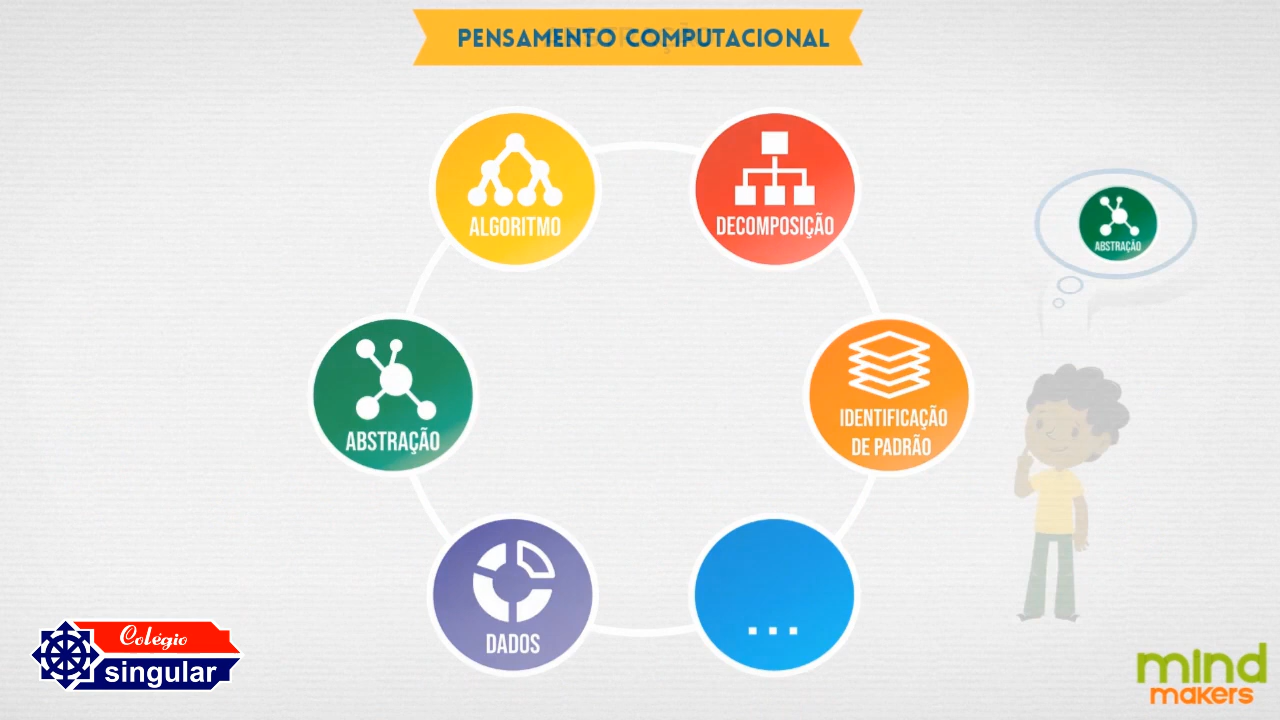 PENSAMENTO COMPUTACIONAL
ALGORITMO
DECOMPOSIÇÃO
ABSTRAÇÃO
ABSTRAÇÃO
IDENTIFICAÇÃO
DE PADRÃO
DADOS
...
Colégio
singular
mind
makers